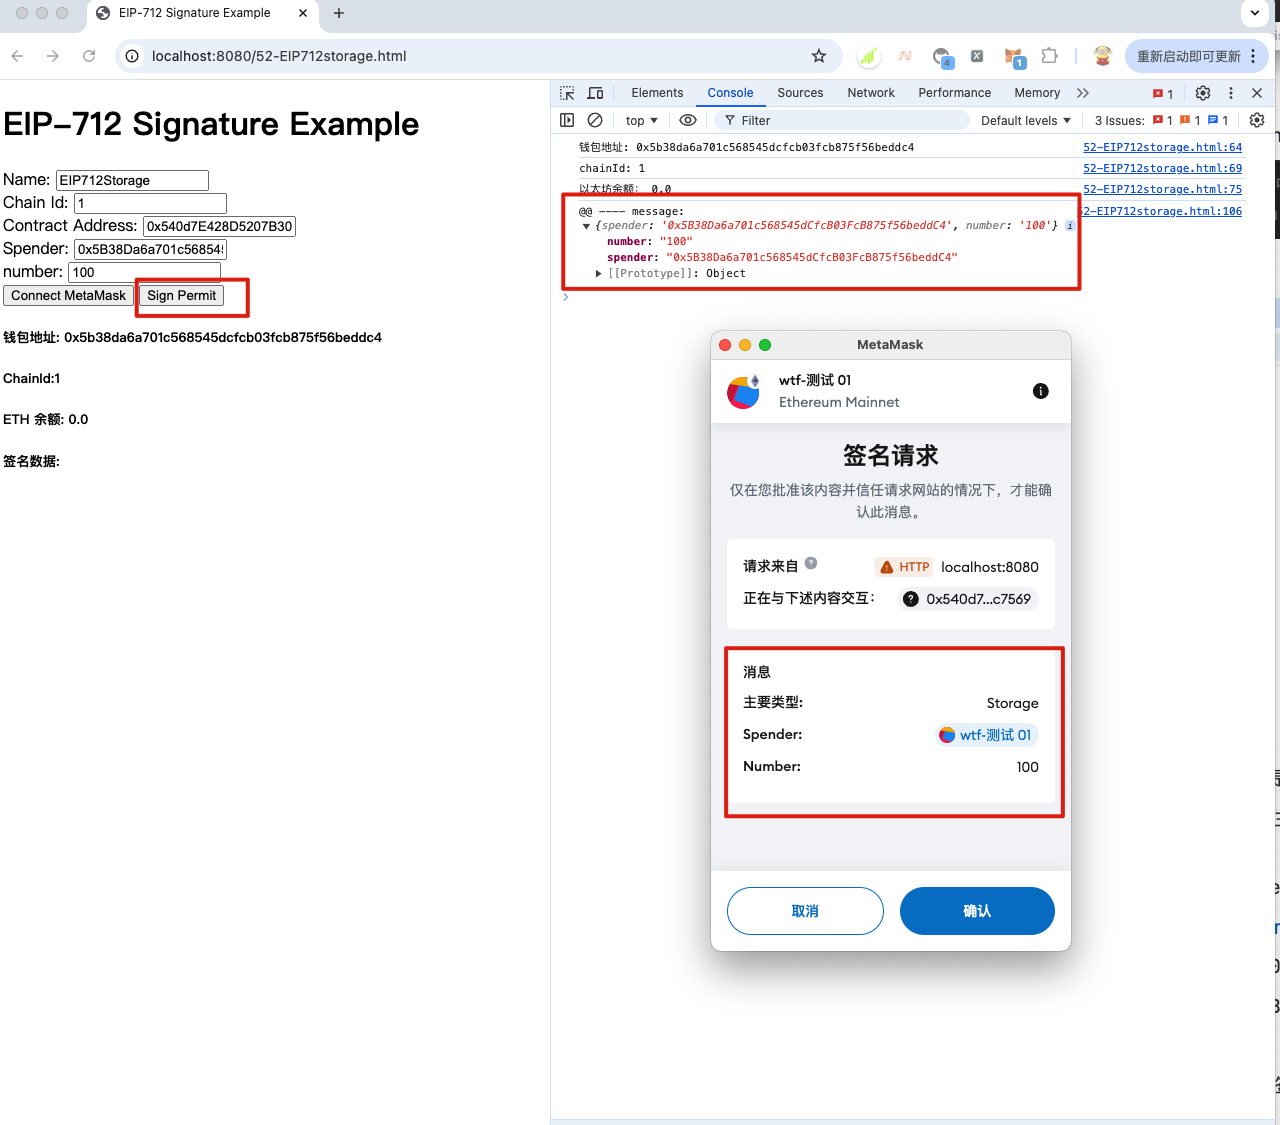 EIP-712 Signature Example
localhost:8080/52-EIP712storage.html
4
1
重新启动即可更新
EIP-712 Signature Example
Name: EIP712Storage
Chain Id: 1
Contract Address: 0x540d7E428D5207B30
Spender: 0x5B38Da6a701c56854
number: 100
Connect MetaMask Sign Permit
钱包地址: 0x5b38da6a701c568545dcfcb03fcb875f56beddc4
ChainId:1
ETH 余额: 0.0
签名数据:
Elements Console Sources Network Performance Memory 1
top Filter Default levels 3 Issues: 1 1 1
钱包地址: 0x5b38da6a701c568545dcfcb03fcb875f56beddc4 52-EIP712storage.html:64
chainId: 1 52-EIP712storage.html:69
以太坊余额: 0.0 52-EIP712storage.html:75
@@ ---- message: 52-EIP712storage.html:106
{spender: '0x5B38Da6a701c568545dCfcB03FcB875f56beddC4', number: '100'}
number: "100"
spender: "0x5B38Da6a701c568545dCfcB03FcB875f56beddC4"
[[Prototype]]: Object
MetaMask
wtf-测试 01
Ethereum Mainnet
签名请求
仅在您批准该内容并信任请求网站的情况下，才能确
认此消息。
请求来自 HTTP localhost:8080
正在与下述内容交互: 0x540d7...c7569
消息
主要类型: Storage
Spender: wtf-测试 01
Number: 100
取消 确认